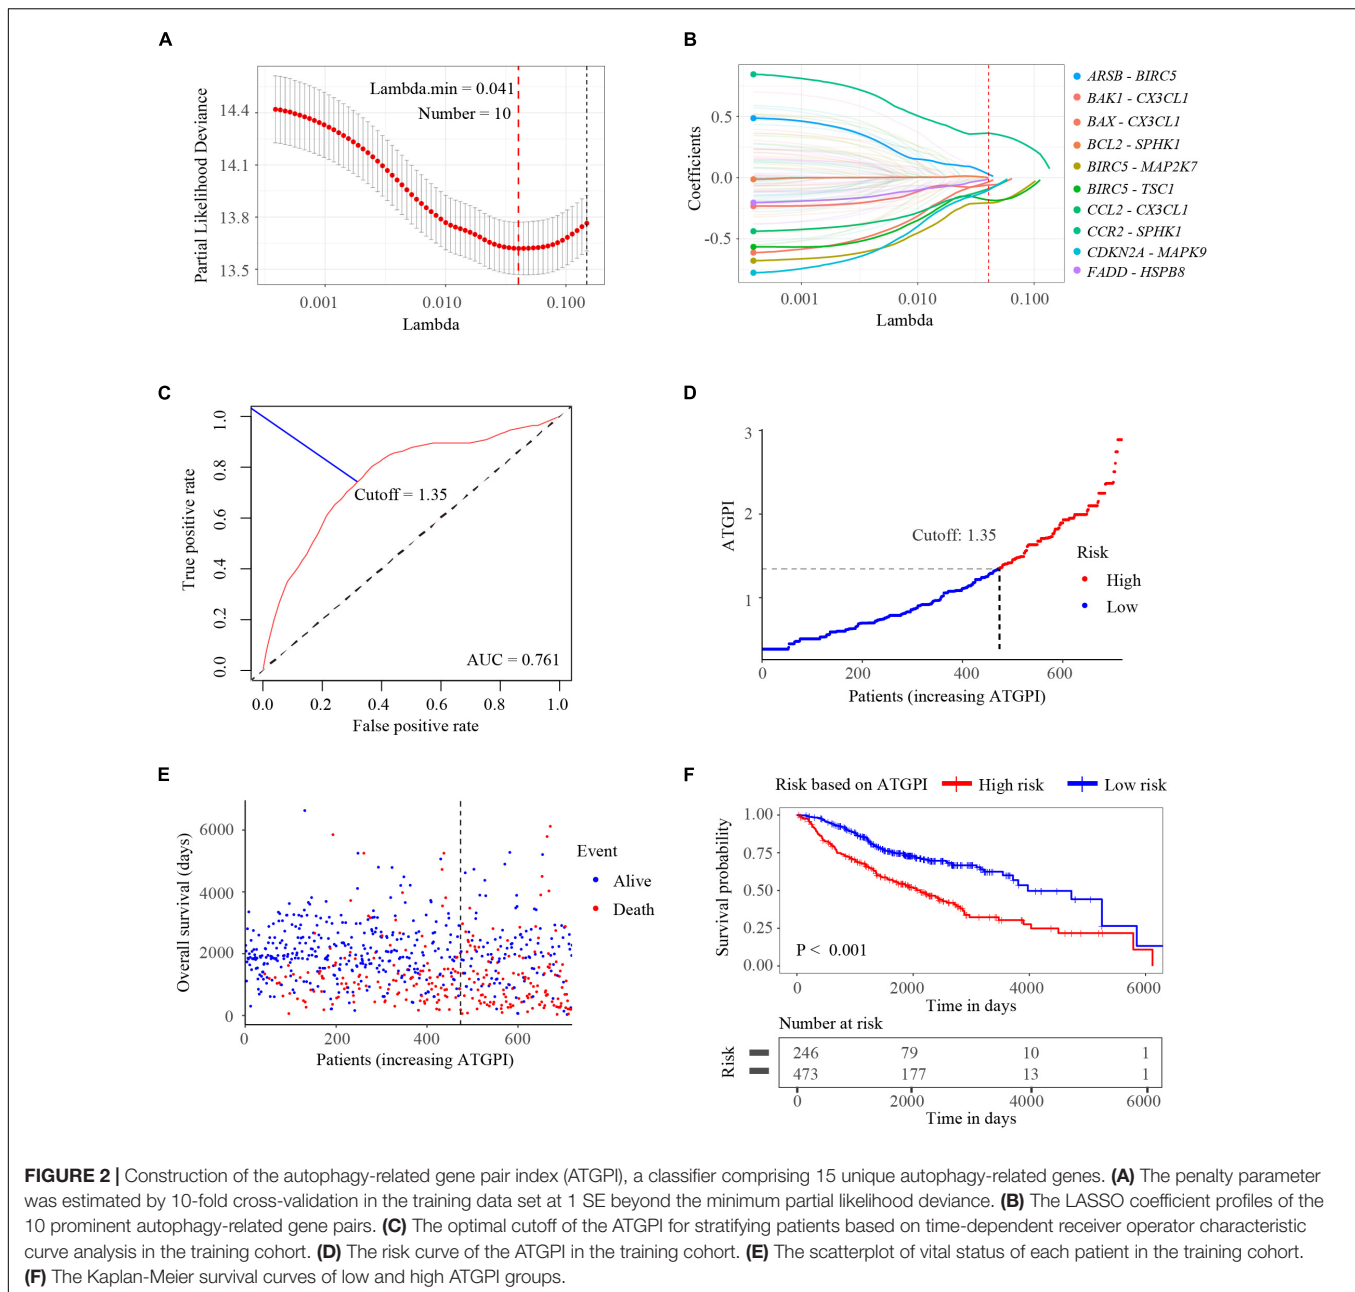 A
Lambda.min = 0.041
Number = 10
Partial Likelihood Deviance
14.4
14.1
13.8
13.5
0.001
0.010
0.100
Lambda
B
Coefficients
0.5
0.0
-0.5
0.001
0.010
0.100
Lambda
ARSB - BIRC5
BAK1 - CX3CL1
BAX - CX3CL1
BCL2 - SPHK1
BIRC5 - MAP2K7
BIRC5 - TSC1
CCL2 - CX3CL1
CCR2 - SPHK1
CDKN2A - MAPK9
FADD - HSPB8
C
True positive rate
1.0
0.8
0.6
0.4
0.2
0.0
Cutoff = 1.35
AUC = 0.761
0.0 0.2 0.4 0.6 0.8 1.0
False positive rate
D
ATGPI
3
2
1
Cutoff: 1.35
Risk
High
Low
0 200 400 600
Patients (increasing ATGPI)
E
Overall survival (days)
6000
4000
2000
0
Event
Alive
Death
0 200 400 600
Patients (increasing ATGPI)
F
Risk based on ATGPI High risk Low risk
Survival probability
1.00
0.75
0.50
0.25
0.00
P < 0.001
0 2000 4000 6000
Time in days
Number at risk
Risk
246 79 10 1
473 177 13 1
0 2000 4000 6000
Time in days
FIGURE 2 | Construction of the autophagy-related gene pair index (ATGPI), a classifier comprising 15 unique autophagy-related genes. (A) The penalty parameter
was estimated by 10-fold cross-validation in the training data set at 1 SE beyond the minimum partial likelihood deviance. (B) The LASSO coefficient profiles of the
10 prominent autophagy-related gene pairs. (C) The optimal cutoff of the ATGPI for stratifying patients based on time-dependent receiver operator characteristic
curve analysis in the training cohort. (D) The risk curve of the ATGPI in the training cohort. (E) The scatterplot of vital status of each patient in the training cohort.
(F) The Kaplan-Meier survival curves of low and high ATGPI groups.